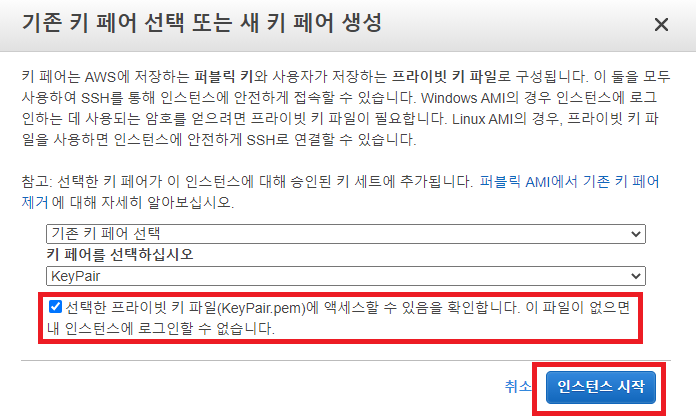 기존 키 페어 선택 또는 새 키 페어 생성
키 페어는 AWS에 저장하는 퍼블릭 키와 사용자가 저장하는 프라이빗 키 파일로 구성됩니다. 이 둘을 모두
사용하여 SSH를 통해 인스턴스에 안전하게 접속할 수 있습니다. Windows AMI의 경우 인스턴스에 로그
인하는 데 사용되는 암호를 얻으려면 프라이빗 키 파일이 필요합니다. Linux AMI의 경우, 프라이빗 키 파
일을 사용하면 인스턴스에 안전하게 SSH로 연결할 수 있습니다.
참고: 선택한 키 페어가 이 인스턴스에 대해 승인된 키 세트에 추가됩니다. 퍼블릭 AMI에서 기존 키 페어
제거에 대해 자세히 알아보십시오.
기존 키 페어 선택
키 페어를 선택하십시오
KeyPair
선택한 프라이빗 키 파일(KeyPair.pem)에 액세스할 수 있음을 확인합니다. 이 파일이 없으면
내 인스턴스에 로그인할 수 없습니다.
취소 인스턴스 시작